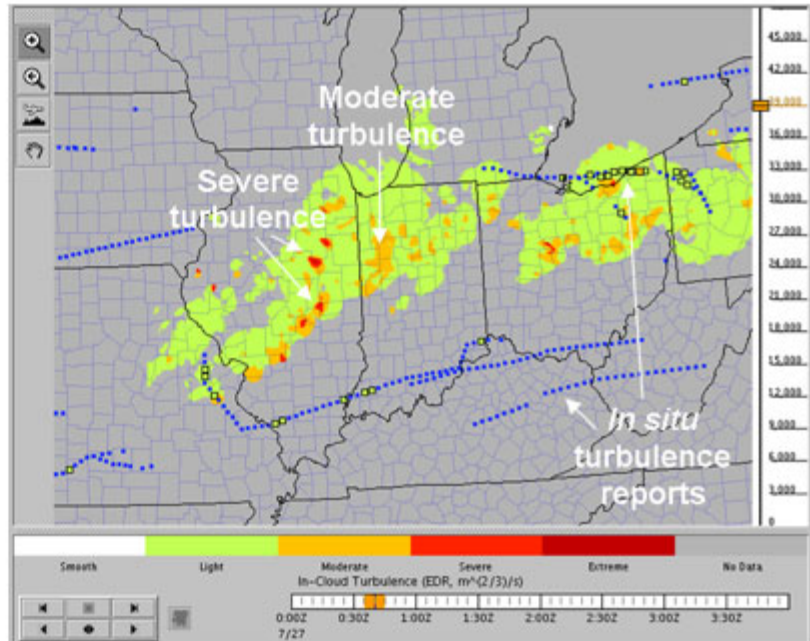 45,000
42,000
39,000
36,000
33,000
30,000
27,000
24,000
21,000
18,000
15,000
12,000
9,000
6,000
3,000
0
Moderate
turbulence
Severe
turbulence
In situ
turbulence
reports
Smooth
Light
Moderate
Severe
Extreme
No Data
In-Cloud Turbulence (EDR, m^(2/3)/s)
0:00Z 0:30Z 1:00Z 1:30Z 2:00Z 2:30Z 3:00Z 3:30Z
7/27